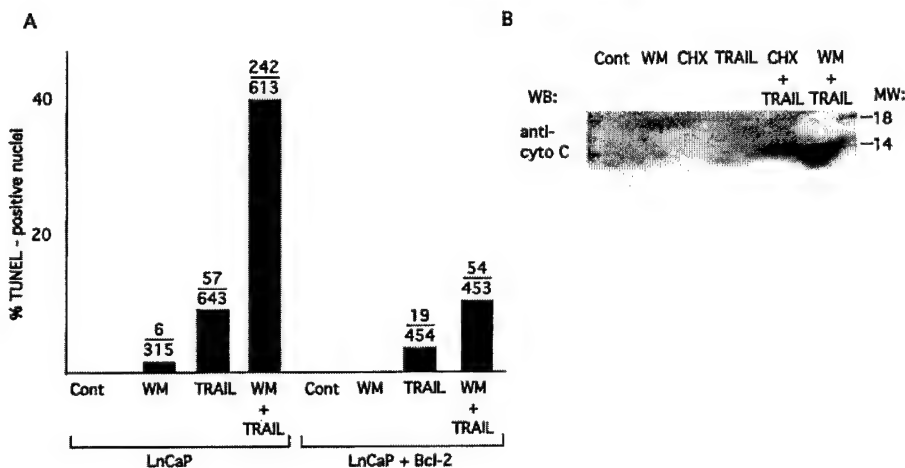 A
% TUNEL - positive nuclei
40
20
6
315
57
643
242
613
19
454
54
453
Cont WM TRAIL WM + TRAIL
Cont WM TRAIL WM + TRAIL
LnCaP
LnCaP + Bcl-2
B
Cont WM CHX TRAIL CHX + TRAIL WM + TRAIL
WB:
MW:
anti-
cyto C
-18
-14